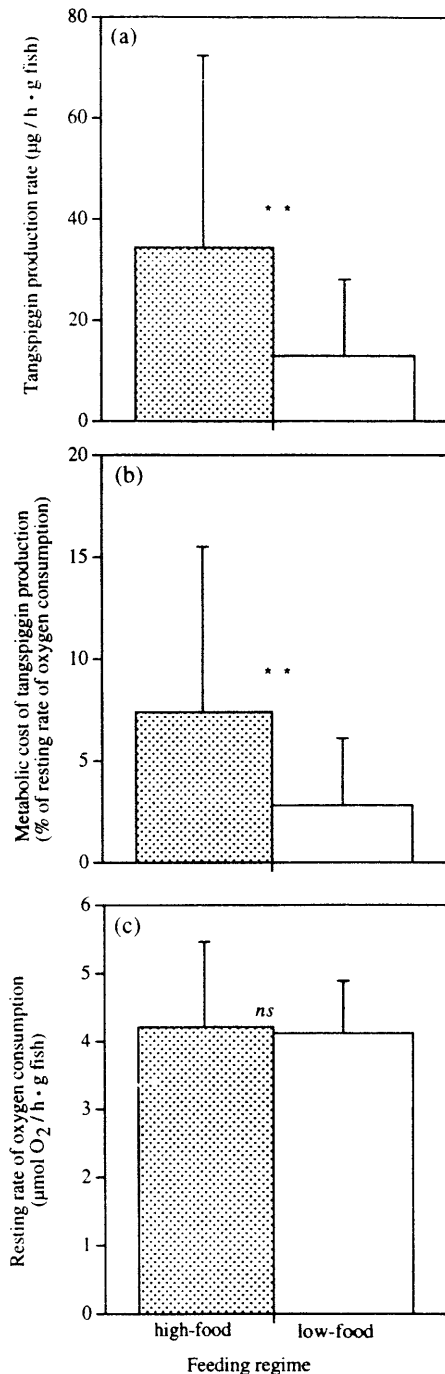 (a)
Tangspiggin production rate (µg / h • g fish)
80
60
40
20
0
* *
(b)
Metabolic cost of tangspiggin production
(% of resting rate of oxygen consumption)
20
15
10
5
0
* *
(c)
Resting rate of oxygen consumption
(µmol O2 / h • g fish)
6
5
4
3
2
1
0
ns
high-food low-food
Feeding regime